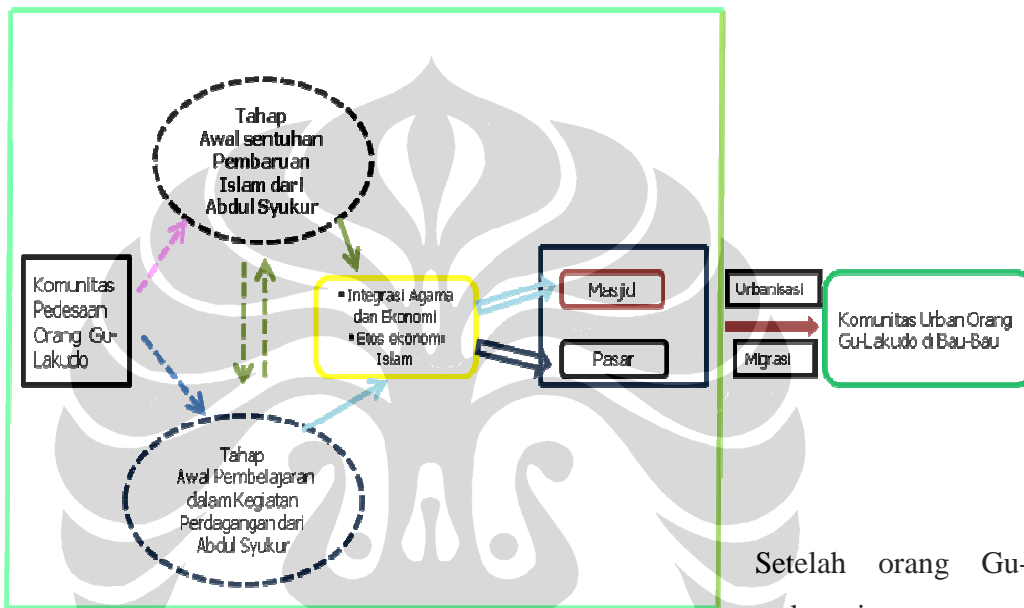 Tahap
Awal sentuhan
Pembaruan
Islam dari
Abdul Syukur
Komunitas
Pedesaan
Orang Gu-
Lakudo
▪ Integrasi Agama
dan Ekonomi
▪ Etos ekonomi
Islam
Masjid
Pasar
Urbanisasi
Migrasi
Komunitas Urban Orang
Gu-Lakudo di Bau-Bau
Tahap
Awal Pembelajaran
dalam Kegiatan
Perdagangan dari
Abdul Syukur
Setelah orang Gu-